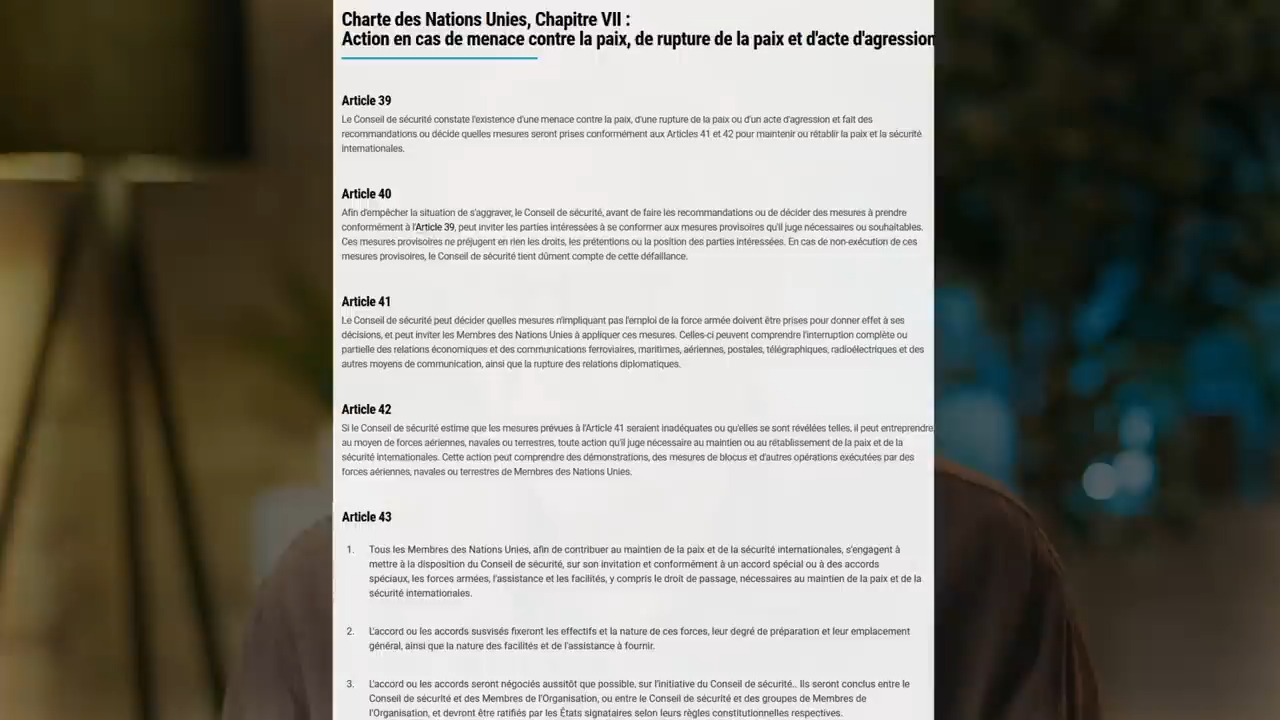 Charte des Nations Unies, Chapitre VII :
Action en cas de menace contre la paix, de rupture de la paix et d'acte d'agression
Article 39
Le Conseil de sécurité constate l'existence d'une menace contre la paix, d'une rupture de la paix ou d'un acte d'agression et fait des
recommandations ou décide quelles mesures seront prises conformément aux Articles 41 et 42 pour maintenir ou rétablir la paix et la sécurité
internationales.
Article 40
Afin d'empêcher la situation de s'aggraver, le Conseil de sécurité, avant de faire les recommandations ou de décider des mesures à prendre
conformément à l'Article 39, peut inviter les parties intéressées à se conformer aux mesures provisoires qu'il juge nécessaires ou souhaitables.
Ces mesures provisoires ne préjugent en rien les droits, les prétentions ou la position des parties intéressées. En cas de non-exécution de ces
mesures provisoires, le Conseil de sécurité tient dûment compte de cette défaillance.
Article 41
Le Conseil de sécurité peut décider quelles mesures n'impliquant pas l'emploi de la force armée doivent être prises pour donner effet à ses
décisions, et peut inviter les Membres des Nations Unies à appliquer ces mesures. Celles-ci peuvent comprendre l'interruption complète ou
partielle des relations économiques et des communications ferroviaires, maritimes, aériennes, postales, télégraphiques, radioélectriques et des
autres moyens de communication, ainsi que la rupture des relations diplomatiques.
Article 42
Si le Conseil de sécurité estime que les mesures prévues à l'Article 41 seraient inadéquates ou qu'elles se sont révélées telles, il peut entreprendre,
au moyen de forces aériennes, navales ou terrestres, toute action qu'il juge nécessaire au maintien ou au rétablissement de la paix et de la
sécurité internationales. Cette action peut comprendre des démonstrations, des mesures de blocus et d'autres opérations exécutées par des
forces aériennes, navales ou terrestres de Membres des Nations Unies.
Article 43
1. Tous les Membres des Nations Unies, afin de contribuer au maintien de la paix et de la sécurité internationales, s'engagent à
mettre à la disposition du Conseil de sécurité, sur son invitation et conformément à un accord spécial ou à des accords
spéciaux, les forces armées, l'assistance et les facilités, y compris le droit de passage, nécessaires au maintien de la paix et de la
sécurité internationales.
2. L'accord ou les accords susvisés fixeront les effectifs et la nature de ces forces, leur degré de préparation et leur emplacement
général, ainsi que la nature des facilités et de l'assistance à fournir.
3. L'accord ou les accords seront négociés aussitôt que possible, sur l'initiative du Conseil de sécurité.. Ils seront conclus entre le
Conseil de sécurité et des Membres de l'Organisation, ou entre le Conseil de sécurité et des groupes de Membres de
l'Organisation, et devront être ratifiés par les États signataires selon leurs règles constitutionnelles respectives.